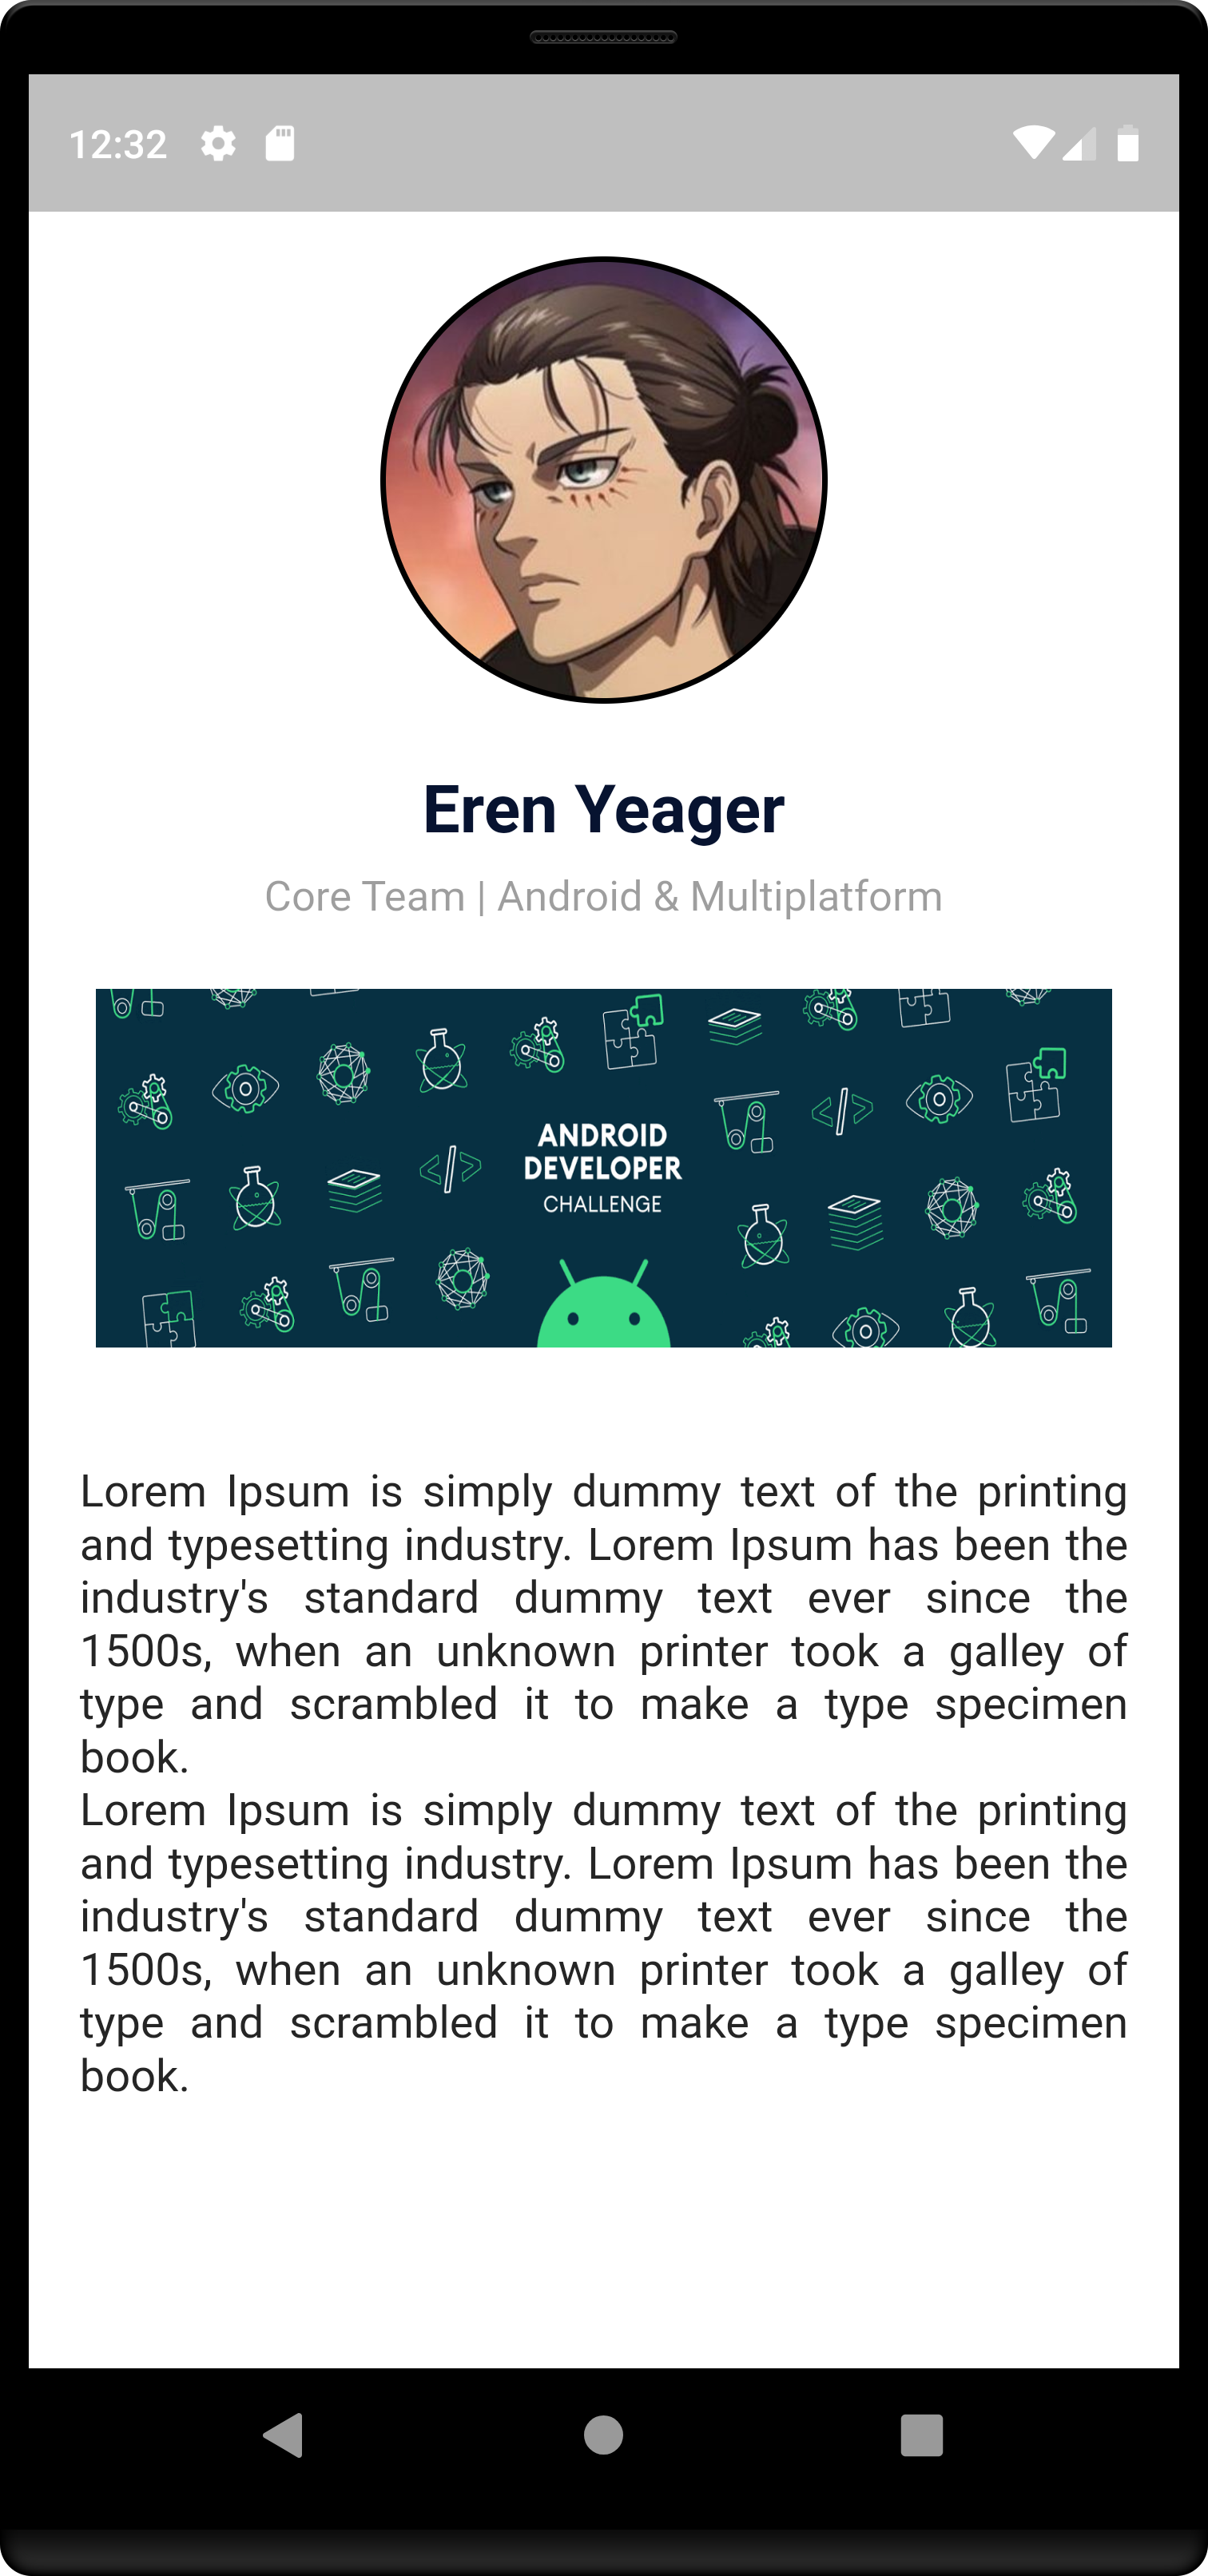 12:32
Eren Yeager
Core Team | Android & Multiplatform
ANDROID
DEVELOPER
CHALLENGE
Lorem Ipsum is simply dummy text of the printing
and typesetting industry. Lorem Ipsum has been the
industry's standard dummy text ever since the
1500s, when an unknown printer took a galley of
type and scrambled it to make a type specimen
book.
Lorem Ipsum is simply dummy text of the printing
and typesetting industry. Lorem Ipsum has been the
industry's standard dummy text ever since the
1500s, when an unknown printer took a galley of
type and scrambled it to make a type specimen
book.